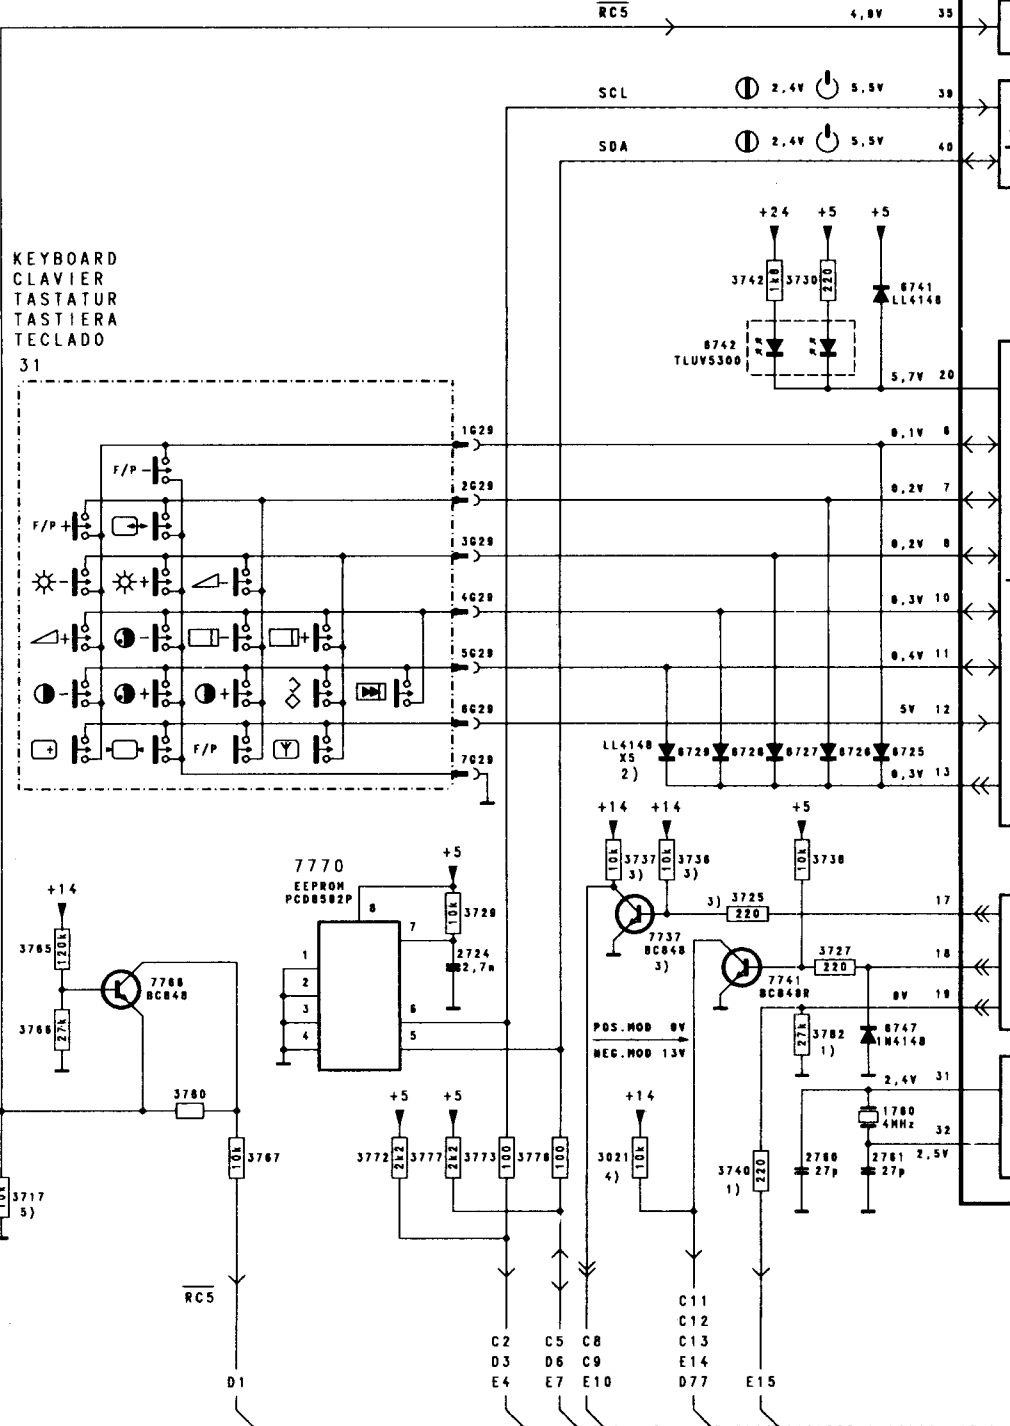 RC5 4,9V 35
SCL 2,4V 5,5V 39
SDA 2,4V 5,5V 40
+24 +5 +5
KEYBOARD
CLAVIER
TASTATUR
TASTIERA
TECLADO
31
3742 1k8 3730 220 6741
LL4148
6742
TLUV5300
5,7V 20
1G29 0,1V 6
F/P -
2G29 0,2V 7
F/P +
3G29 0,2V 8
- + -
4G29 0,3V 10
+ - - +
5G29 0,4V 11
- + +
6G29 5V 12
+ F/P
LL4148 6729 6728 6727 6726 6725
X5
2)
7G29 0,3V 13
+14 +14 +5
10k 3737 10k 3736 10k 3738
3) 3)
7770
EEPROM
PCD8582P
+5
8
10k 3729
7
2724
2,7n
1
2
3
4
6
5
+14
3765 120k
3766 27k
7766
BC848
3) 3725 17
220
7737
BC848
3)
3727 18
220
7741
BC848R
0V 19
POS.MOD 0V
NEG.MOD 13V
27k 3762
1)
6747
1N4148
2,4V 31
1760
4MHz
32
2,5V
2760
27p
2761
27p
3760
10k 3767
+5 +5 +14
3772 2k2 3777 2k2 3773 100 3778 100 3021 10k
4)
3740 220
1)
10k 3717
5)
RC5
C11
C12
C2 C5 C8 C13
D3 D6 C9 E14
D1 E4 E7 E10 D77 E15